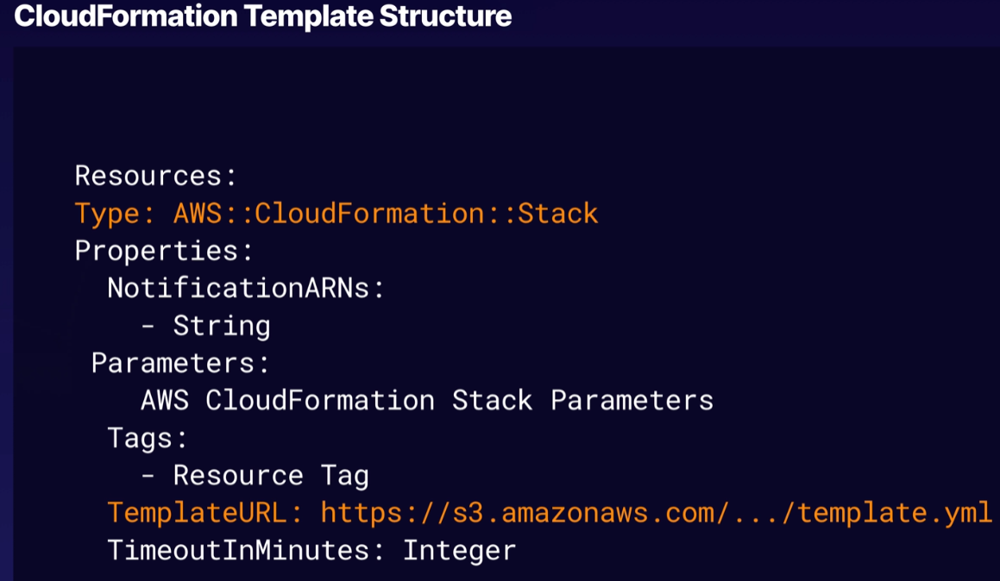 CloudFormation Template Structure
Resources:
Type: AWS::CloudFormation::Stack
Properties:
  NotificationARNs:
    - String
 Parameters:
    AWS CloudFormation Stack Parameters
  Tags:
    - Resource Tag
  TemplateURL: https://s3.amazonaws.com/.../template.yml
  TimeoutInMinutes: Integer